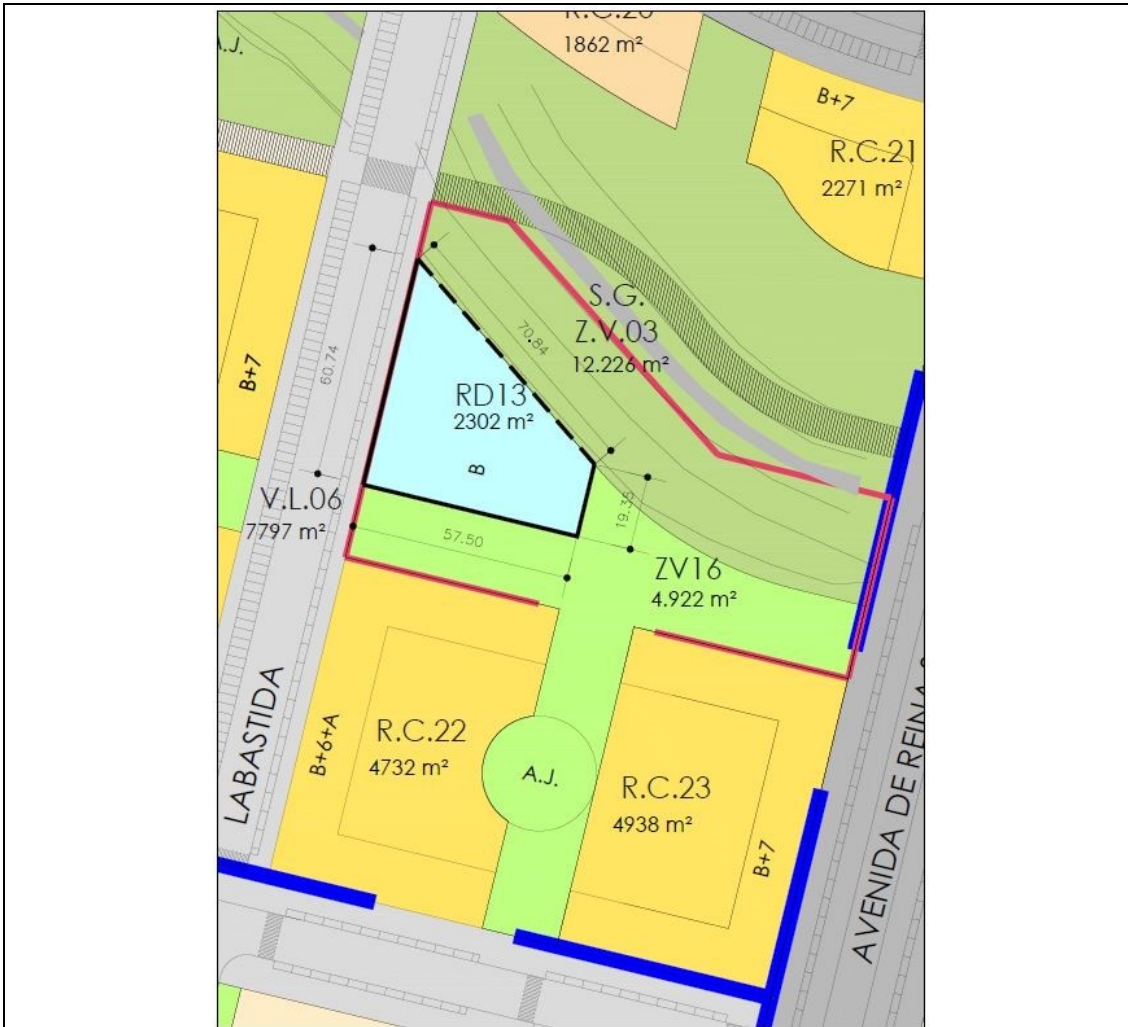 1862 m²
A.J.
B+7
R.C.21
2271 m²
S.G.
Z.V.03
12.226 m²
70.84
60.74
B+7
RD13
2302 m²
B
V.L.06
7797 m²
57.50
19.35
ZV16
4.922 m²
LABASTIDA
B+6+A
R.C.22
4732 m²
A.J.
R.C.23
4938 m²
B+7
AVENIDA DE REINA